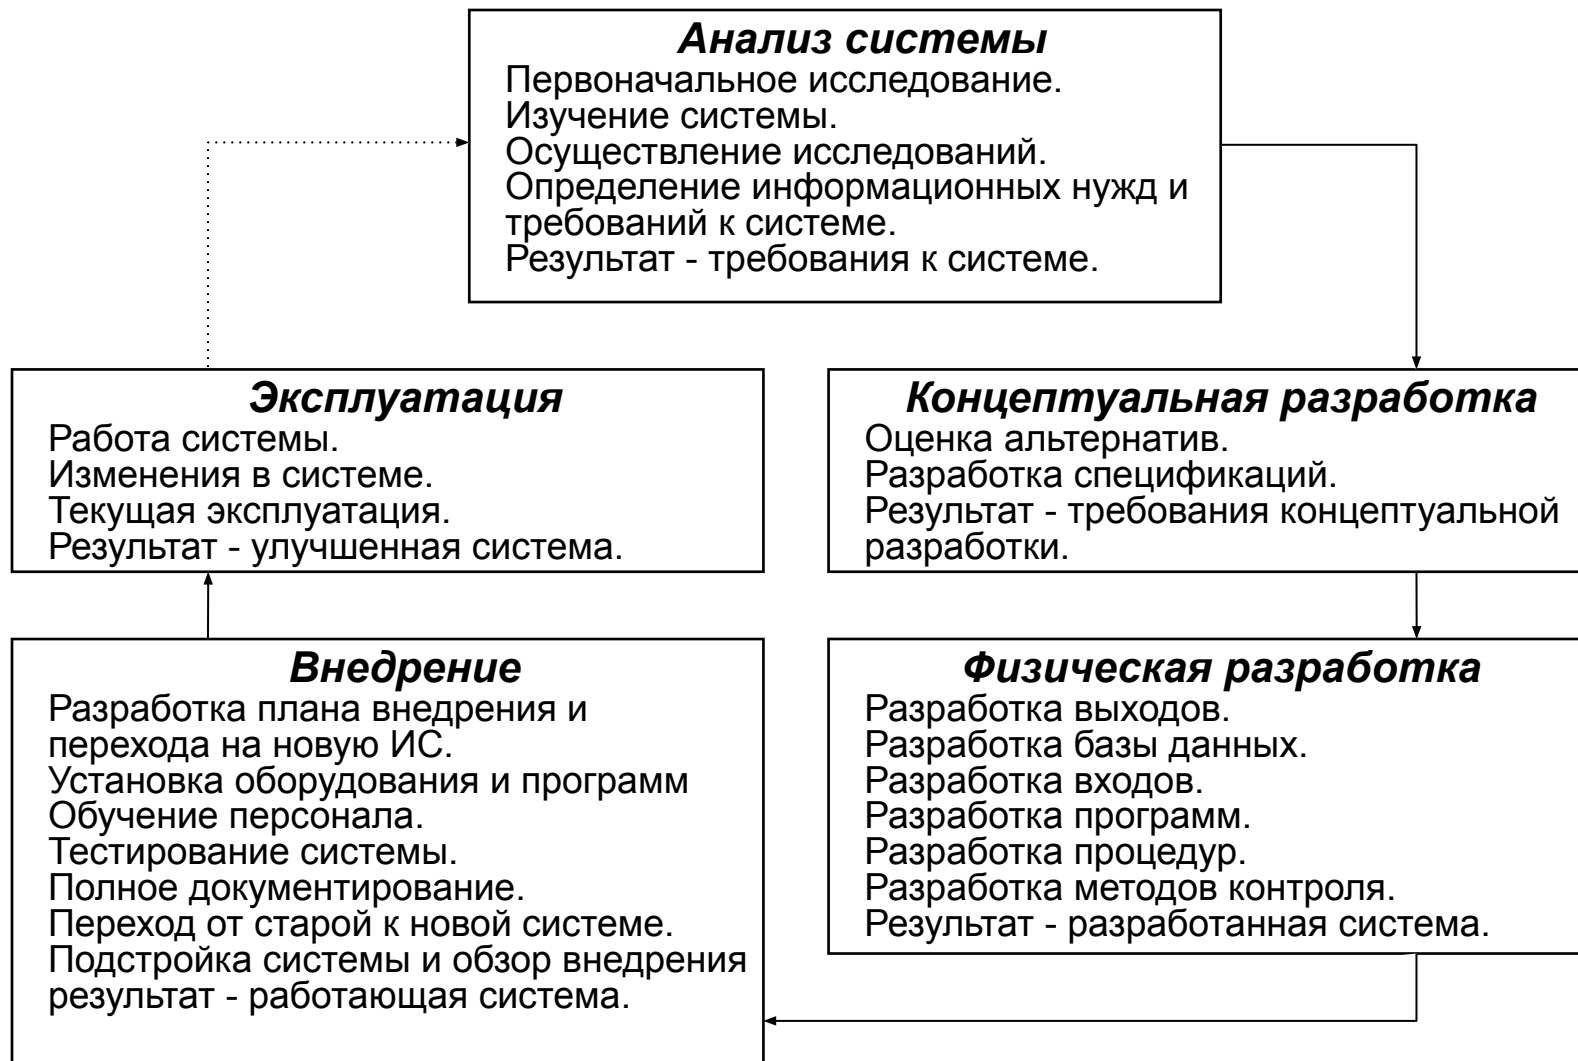 Анализ системы
Первоначальное исследование.
Изучение системы.
Осуществление исследований.
Определение информационных нужд и
требований к системе.
Результат - требования к системе.
Эксплуатация
Работа системы.
Изменения в системе.
Текущая эксплуатация.
Результат - улучшенная система.
Концептуальная разработка
Оценка альтернатив.
Разработка спецификаций.
Результат - требования концептуальной
разработки.
Внедрение
Разработка плана внедрения и
перехода на новую ИС.
Установка оборудования и программ
Обучение персонала.
Тестирование системы.
Полное документирование.
Переход от старой к новой системе.
Подстройка системы и обзор внедрения
результат - работающая система.
Физическая разработка
Разработка выходов.
Разработка базы данных.
Разработка входов.
Разработка программ.
Разработка процедур.
Разработка методов контроля.
Результат - разработанная система.